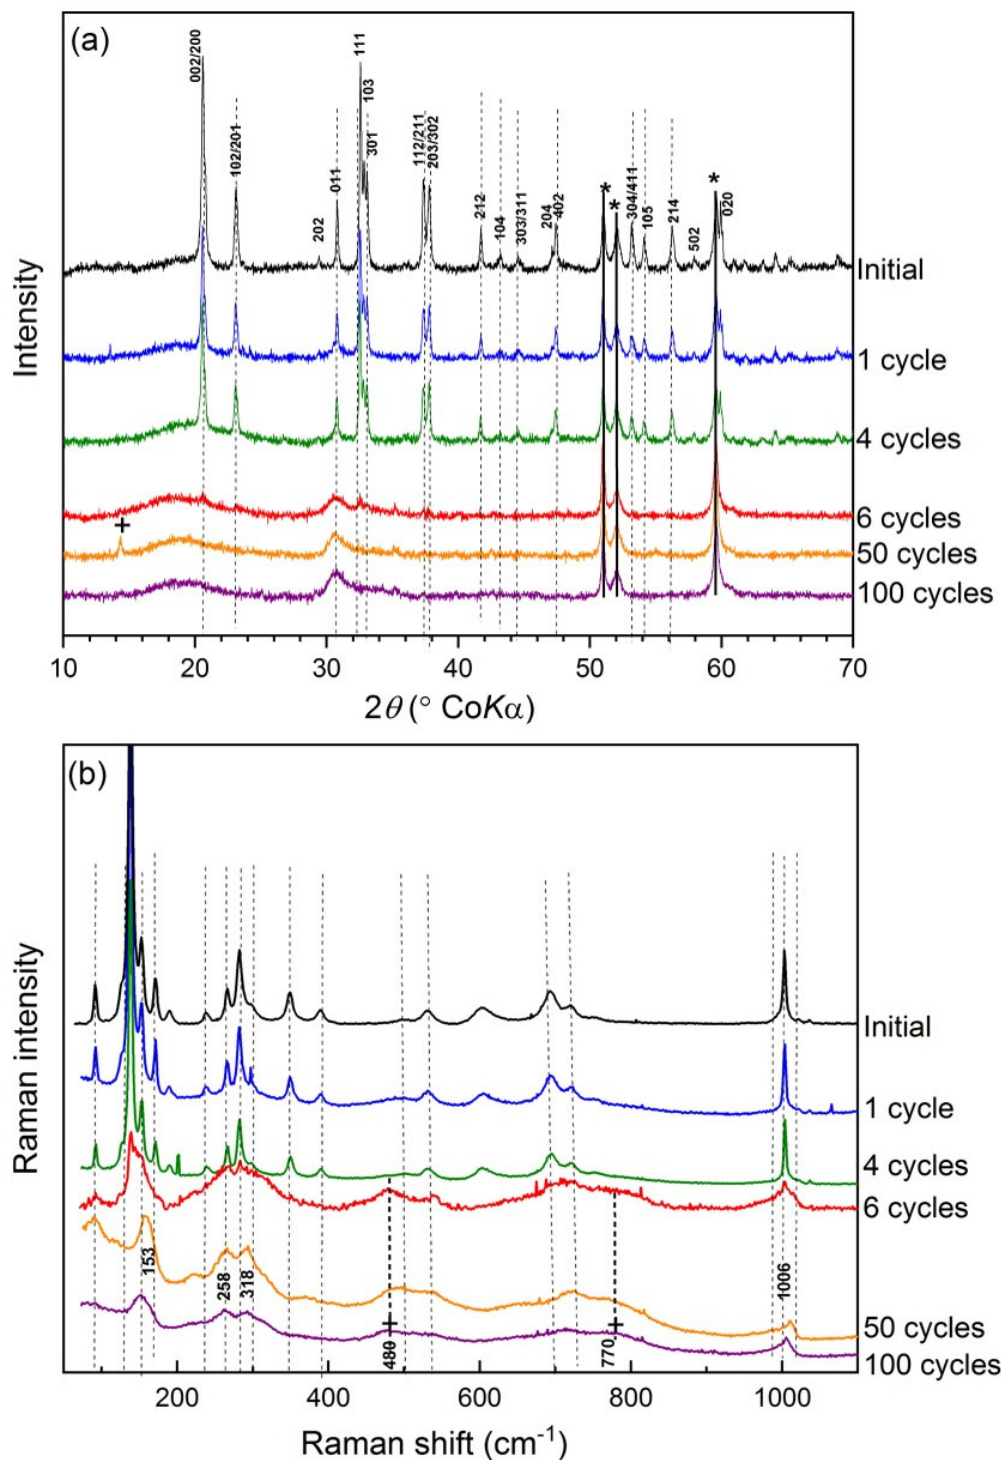 (a)
Intensity
002/200
102/201
202
011
111
103
301
112/211
203/302
212
104
303/311
204
402
*
*
304/411
105
214
502
*
020
Initial
1 cycle
4 cycles
6 cycles
+
50 cycles
100 cycles
10 20 30 40 50 60 70
2θ (° CoKα)
(b)
Raman intensity
Initial
1 cycle
4 cycles
6 cycles
153
258
318
480
+
770
+
1006
50 cycles
100 cycles
200 400 600 800 1000
Raman shift (cm⁻¹)